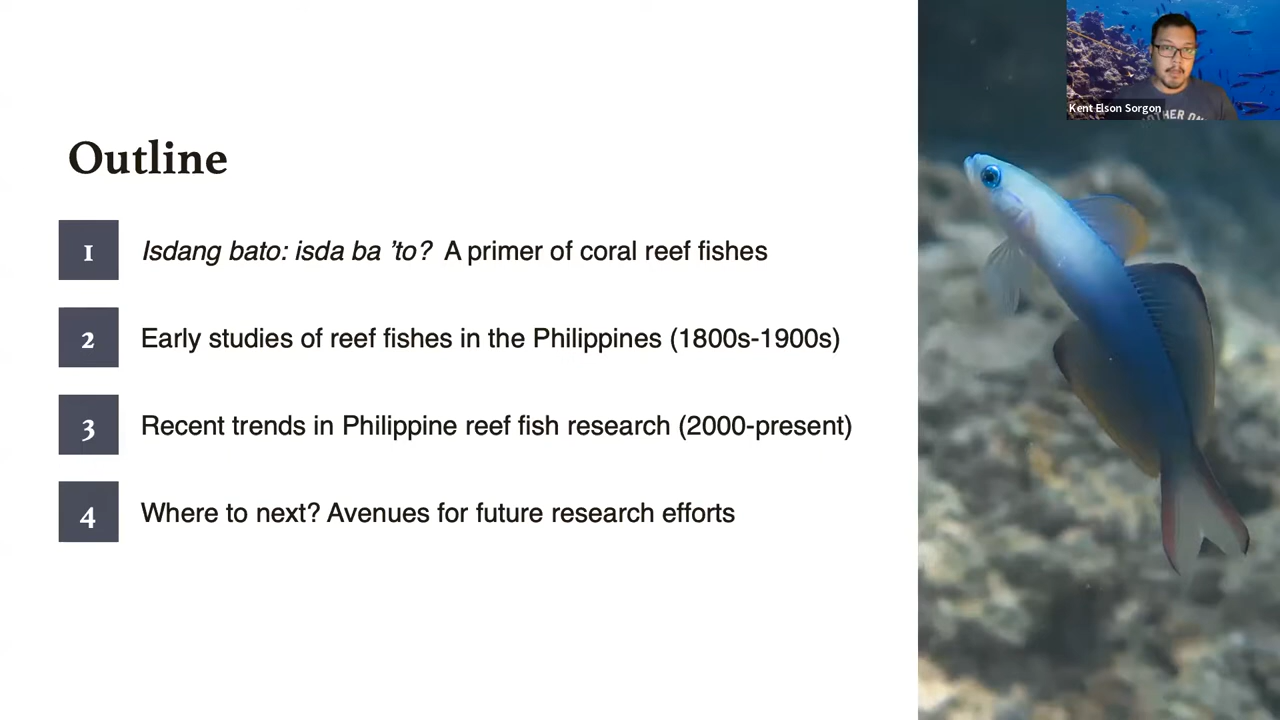 Kent Elson Sorgon
Outline
1 Isdang bato: isda ba ’to? A primer of coral reef fishes
2 Early studies of reef fishes in the Philippines (1800s-1900s)
3 Recent trends in Philippine reef fish research (2000-present)
4 Where to next? Avenues for future research efforts